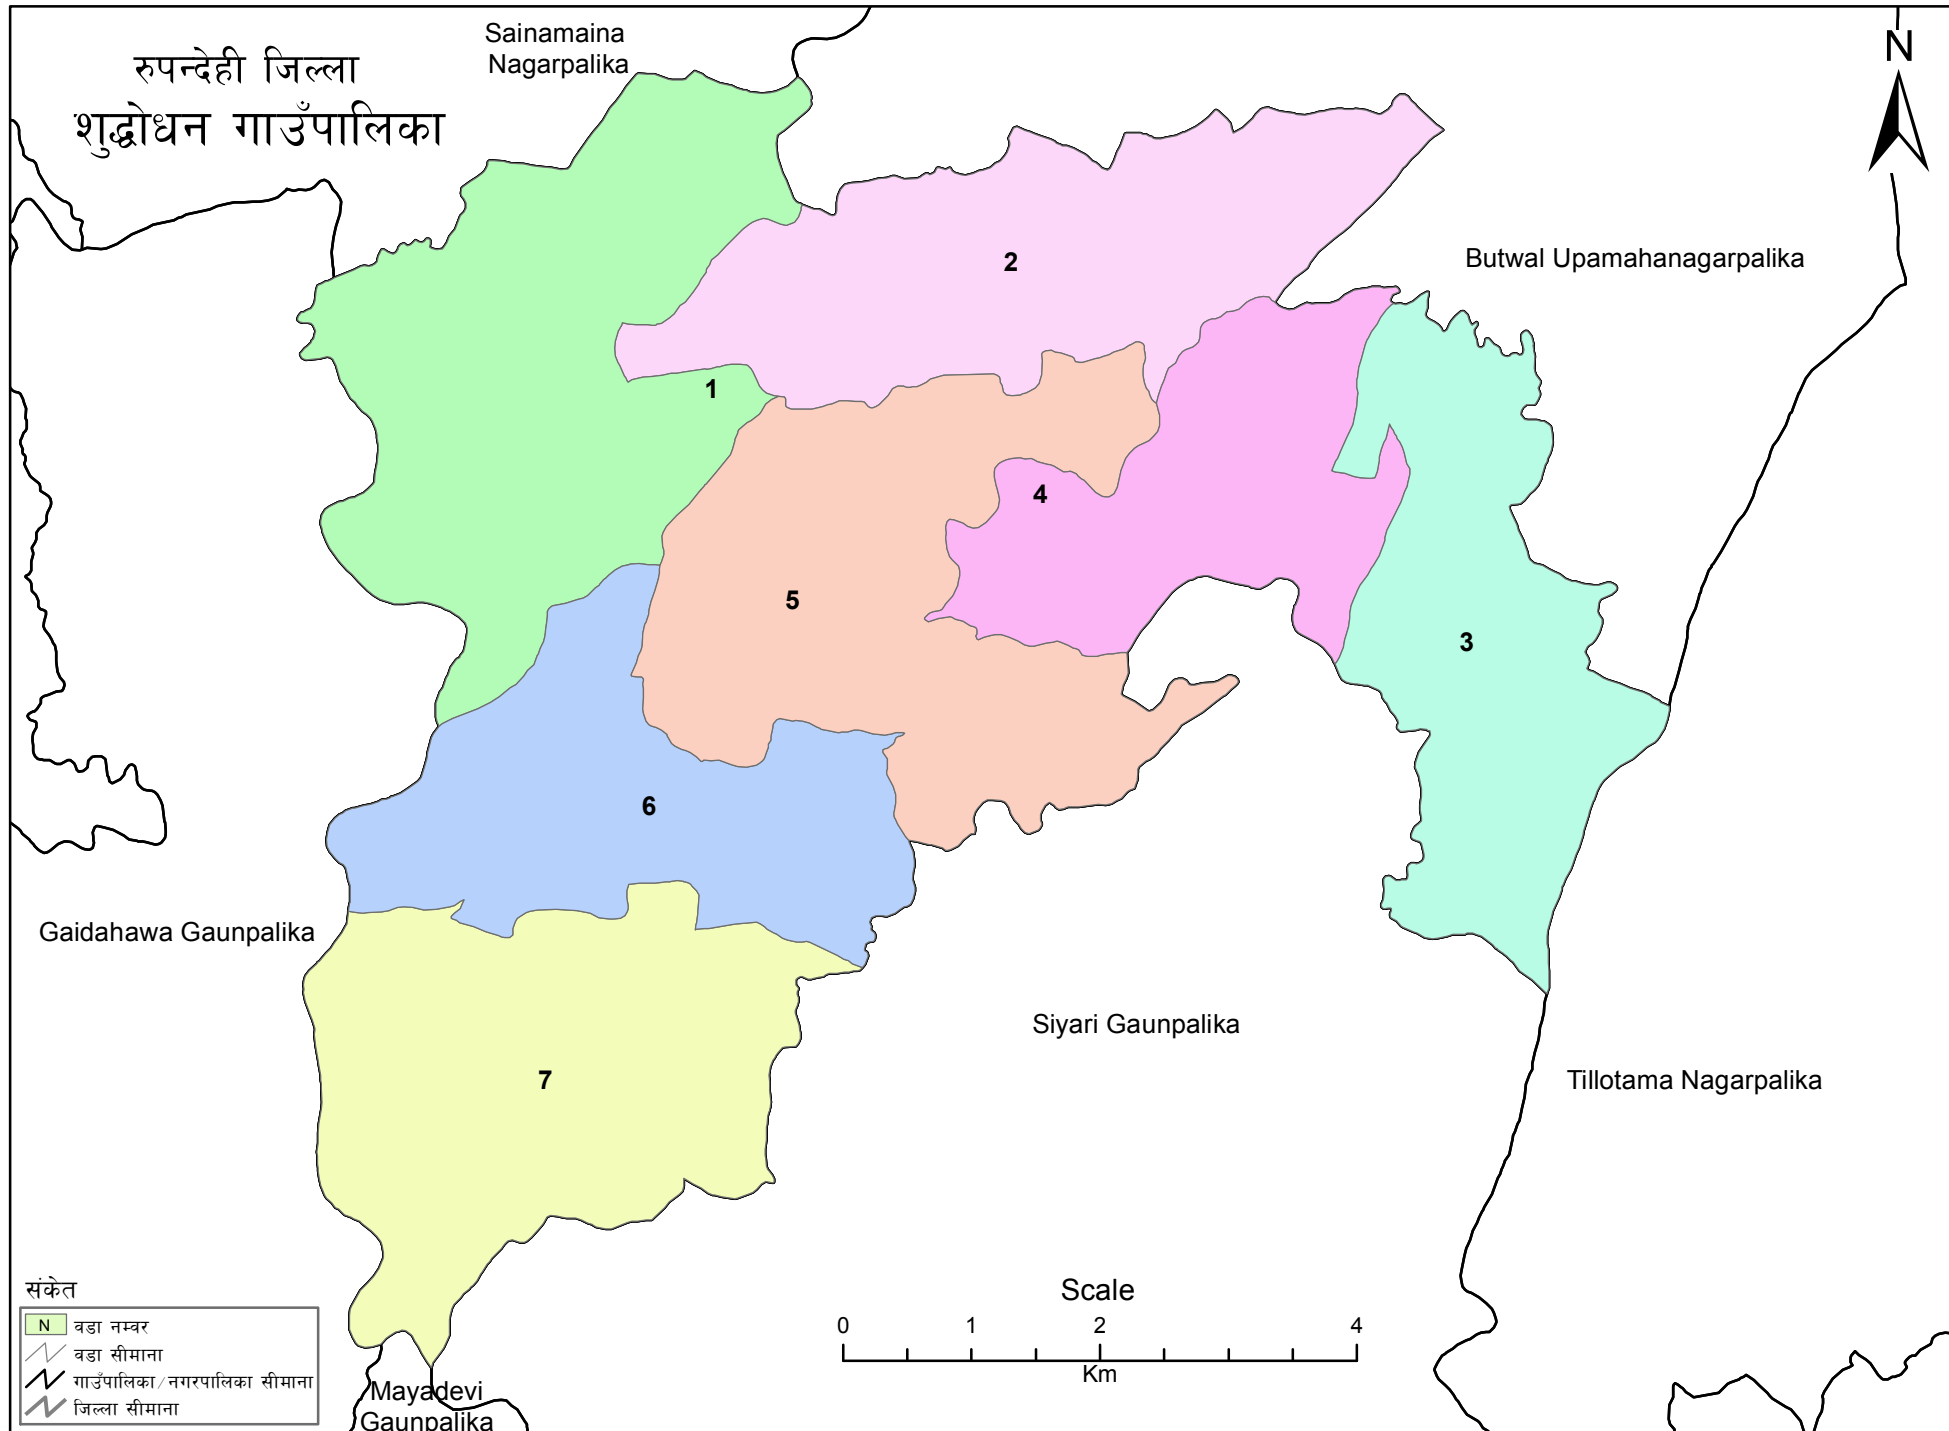 रुपन्देही जिल्ला
शुद्धोधन गाउँपालिका
Sainamaina
Nagarpalika
N
Butwal Upamahanagarpalika
2
1
4
5
3
6
Gaidahawa Gaunpalika
Siyari Gaunpalika
7
Tillotama Nagarpalika
संकेत
N वडा नम्वर
वडा सीमाना
गाउँपालिका/नगरपालिका सीमाना
जिल्ला सीमाना
Scale
0 1 2 4
Km
Mayadevi
Gaunpalika